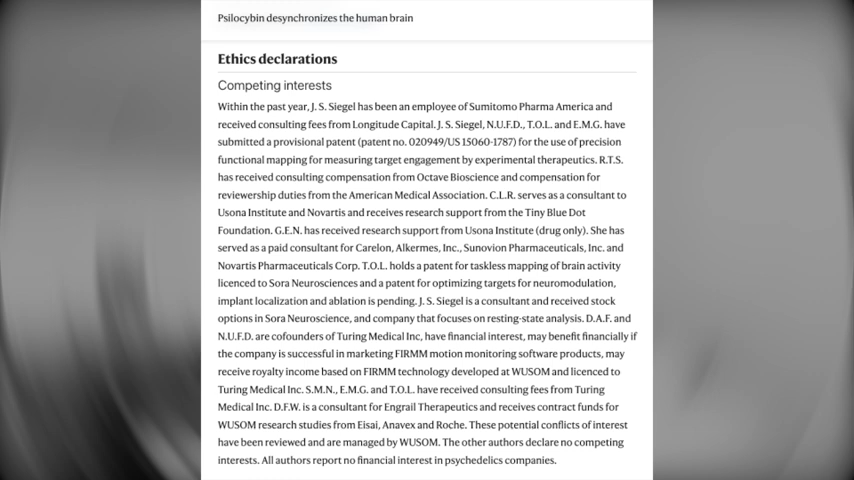 Psilocybin desynchronizes the human brain
Ethics declarations
Competing interests
Within the past year, J. S. Siegel has been an employee of Sumitomo Pharma America and
received consulting fees from Longitude Capital. J. S. Siegel, N.U.F.D., T.O.L. and E.M.G. have
submitted a provisional patent (patent no. 020949/US 15060-1787) for the use of precision
functional mapping for measuring target engagement by experimental therapeutics. R.T.S.
has received consulting compensation from Octave Bioscience and compensation for
reviewership duties from the American Medical Association. C.L.R. serves as a consultant to
Usona Institute and Novartis and receives research support from the Tiny Blue Dot
Foundation. G.E.N. has received research support from Usona Institute (drug only). She has
served as a paid consultant for Carelon, Alkermes, Inc., Sunovion Pharmaceuticals, Inc. and
Novartis Pharmaceuticals Corp. T.O.L. holds a patent for taskless mapping of brain activity
licenced to Sora Neurosciences and a patent for optimizing targets for neuromodulation,
implant localization and ablation is pending. J. S. Siegel is a consultant and received stock
options in Sora Neuroscience, and company that focuses on resting-state analysis. D.A.F. and
N.U.F.D. are cofounders of Turing Medical Inc, have financial interest, may benefit financially if
the company is successful in marketing FIRMM motion monitoring software products, may
receive royalty income based on FIRMM technology developed at WUSOM and licenced to
Turing Medical Inc. S.M.N., E.M.G. and T.O.L. have received consulting fees from Turing
Medical Inc. D.F.W. is a consultant for Engrail Therapeutics and receives contract funds for
WUSOM research studies from Eisai, Anavex and Roche. These potential conflicts of interest
have been reviewed and are managed by WUSOM. The other authors declare no competing
interests. All authors report no financial interest in psychedelics companies.